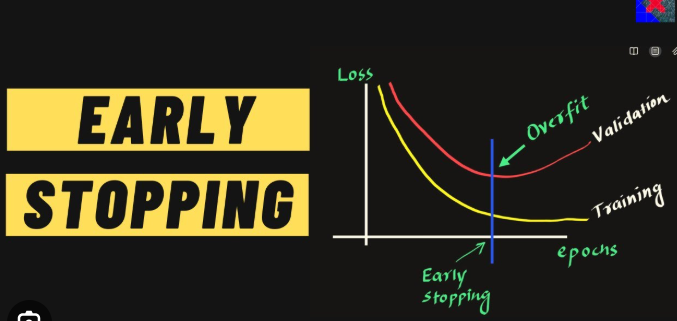 EARLY
STOPPING
Loss
Overfit
Validation
Training
epochs
Early
stopping